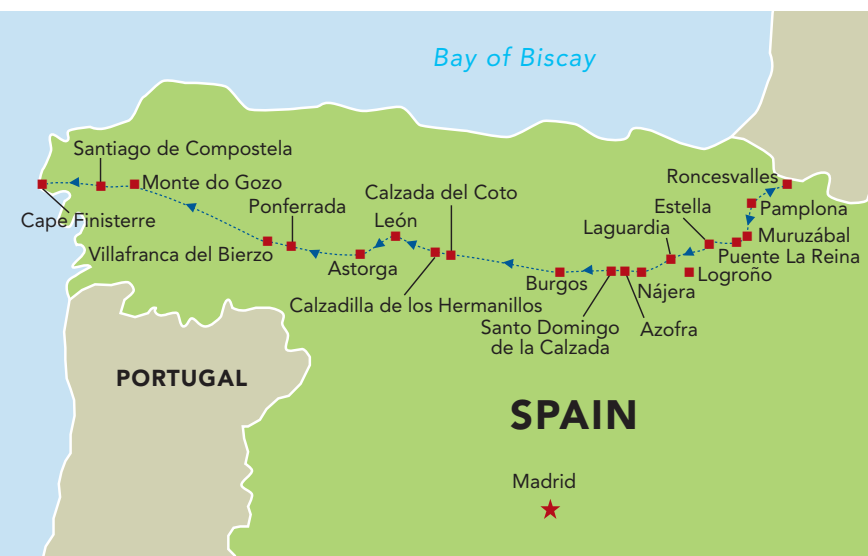 Bay of Biscay
Santiago de Compostela
Monte do Gozo
Cape Finisterre
Ponferrada
Villafranca del Bierzo
Calzada del Coto
León
Astorga
Calzadilla de los Hermanillos
Roncesvalles
Estella
Pamplona
Laguardia
Muruzábal
Puente La Reina
Logroño
Burgos
Nájera
Santo Domingo
de la Calzada
Azofra
PORTUGAL
SPAIN
Madrid